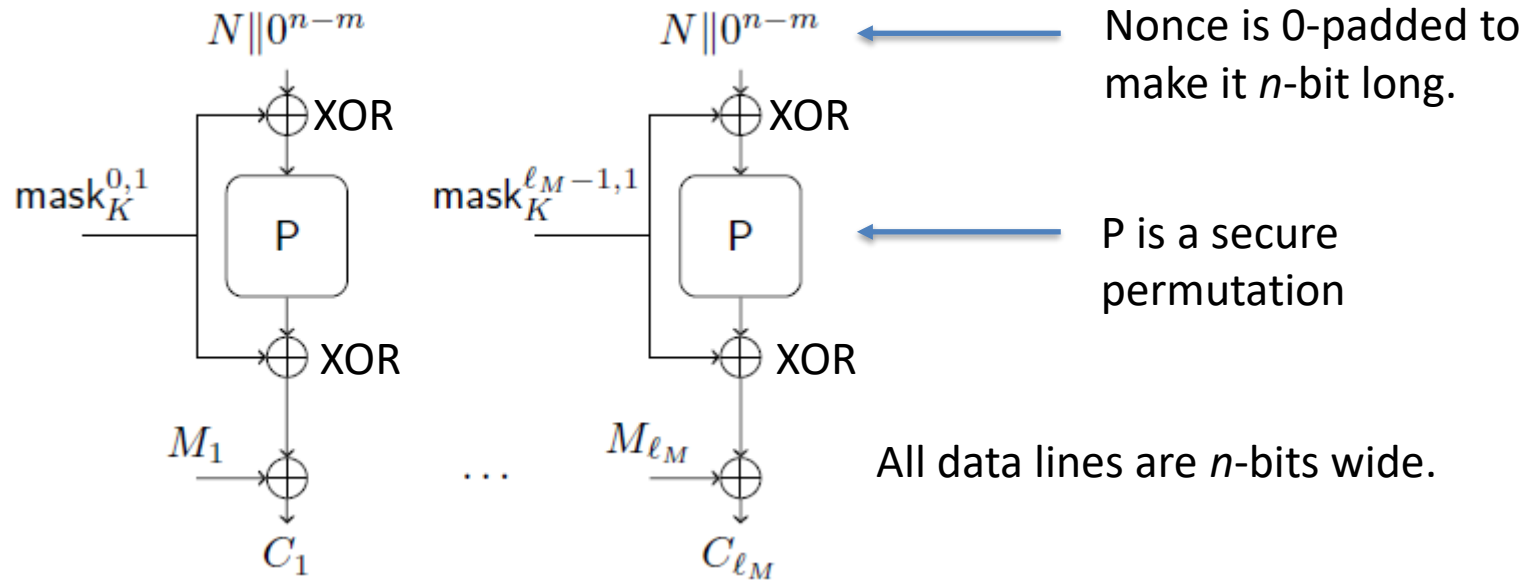 N∥0^{n−m}
N∥0^{n−m}
Nonce is 0-padded to
make it n-bit long.
XOR
XOR
mask_K^{0,1}
mask_K^{ℓ_M−1,1}
P
P
P is a secure
permutation
XOR
XOR
M_1
...
M_{ℓ_M}
All data lines are n-bits wide.
C_1
C_{ℓ_M}